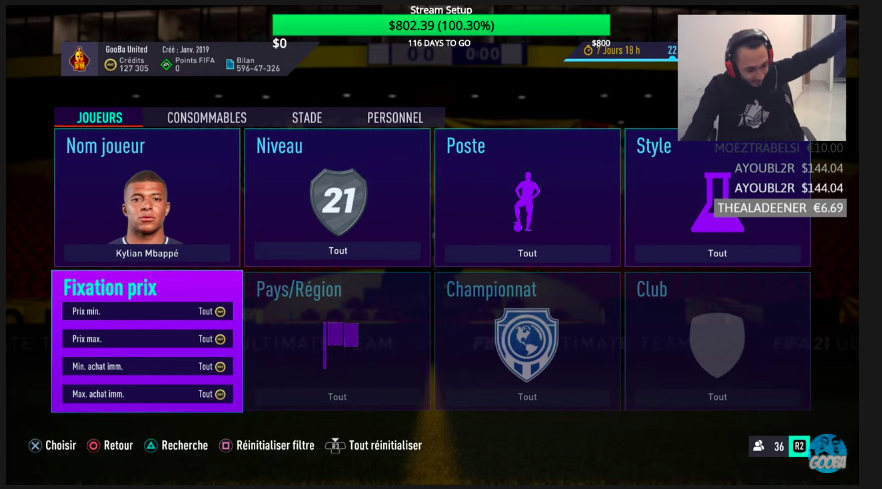 Stream Setup
$802.39 (100.30%)
$0
116 DAYS TO GO
$800
GooBa United
Créé : Janv. 2019
Crédits
127 305
Points FIFA
0
Bilan
596-47-326
7 Jours 18 h
22
JOUEURS
CONSOMMABLES
STADE
PERSONNEL
MOEZTRABELSI €10.00
AYOUBL2R $144.04
AYOUBL2R $144.04
THEALADEENER €6.69
Nom joueur
Kylian Mbappé
Niveau
21
Tout
Poste
Tout
Style
Tout
Fixation prix
Prix min. Tout
Prix max. Tout
Min. achat imm. Tout
Max. achat imm. Tout
Pays/Région
Tout
Championnat
Tout
Club
Tout
Choisir
Retour
Recherche
Réinitialiser filtre
Tout réinitialiser
36
R2
GOOBA